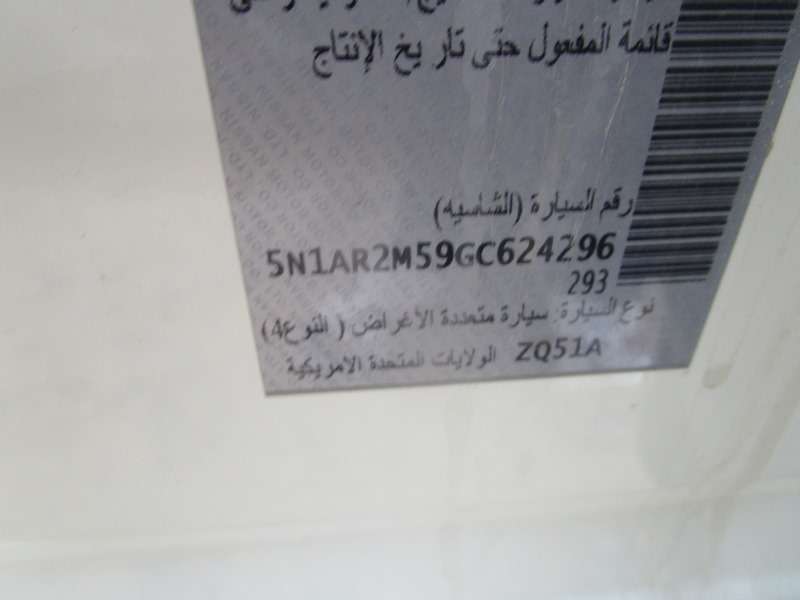 قائمة المفعول حتى تاريخ الإنتاج
رقم السيارة (الشاسيه)
5N1AR2M59GC624296
293
نوع السيارة: سيارة متعددة الأغراض (النوع4)
ZQ51A الولايات المتحدة الامريكية